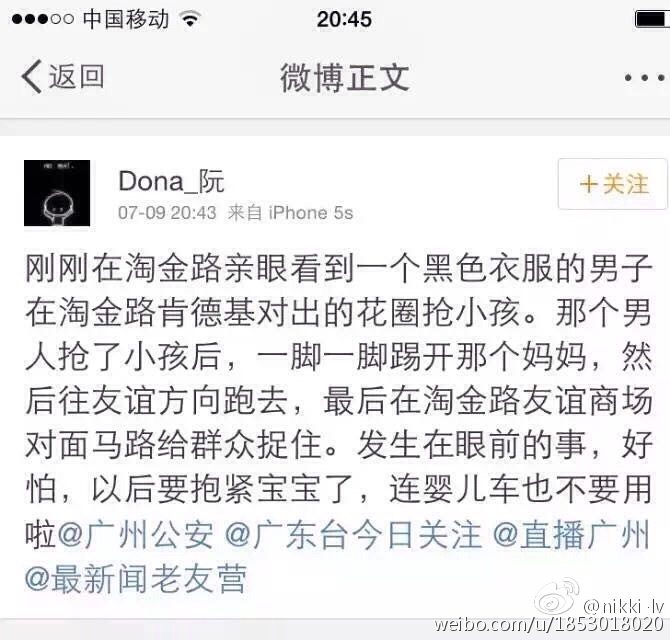 ●●●○○ 中国移动 20:45
返回 微博正文 •••
Dona_阮 +关注
07-09 20:43 来自 iPhone 5s
刚刚在淘金路亲眼看到一个黑色衣服的男子
在淘金路肯德基对出的花圈抢小孩。那个男
人抢了小孩后，一脚一脚踢开那个妈妈，然
后往友谊方向跑去，最后在淘金路友谊商场
对面马路给群众捉住。发生在眼前的事，好
怕，以后要抱紧宝宝了，连婴儿车也不要用
啦@广州公安 @广东台今日关注 @直播广州
@最新闻老友营
@nikki-lv
weibo.com/u/1853018020